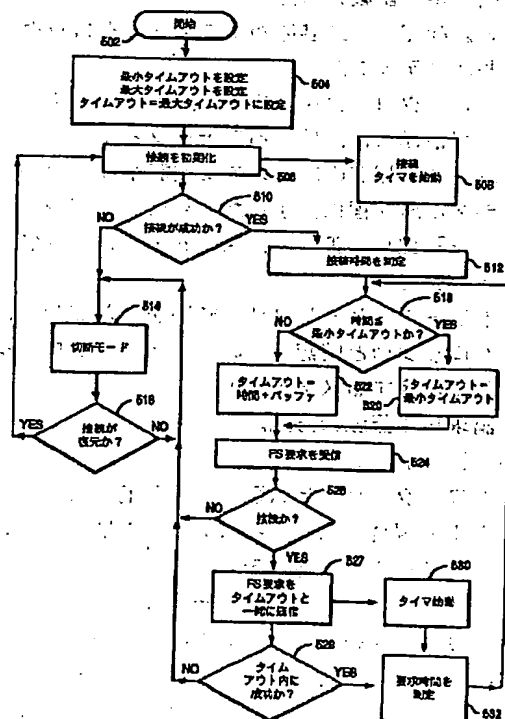 開始
502
最小タイムアウトを設定
最大タイムアウトを設定
タイムアウト=最大タイムアウトに設定
504
接続を初期化
506
接続
タイマを始動
508
510
NO
接続が成功か?
YES
接続時間を測定
512
514
切断モード
518
NO
時間≦
最小タイムアウトか?
YES
タイムアウト=
時間+バッファ
522
タイムアウト=
最小タイムアウト
520
516
YES
接続が
復元か?
NO
FS要求を受信
524
526
NO
接続か?
YES
527
FS要求を
タイムアウトと
一緒に送信
530
タイマ始動
528
NO
タイム
アウト内に
成功か?
YES
要求時間を
測定
532